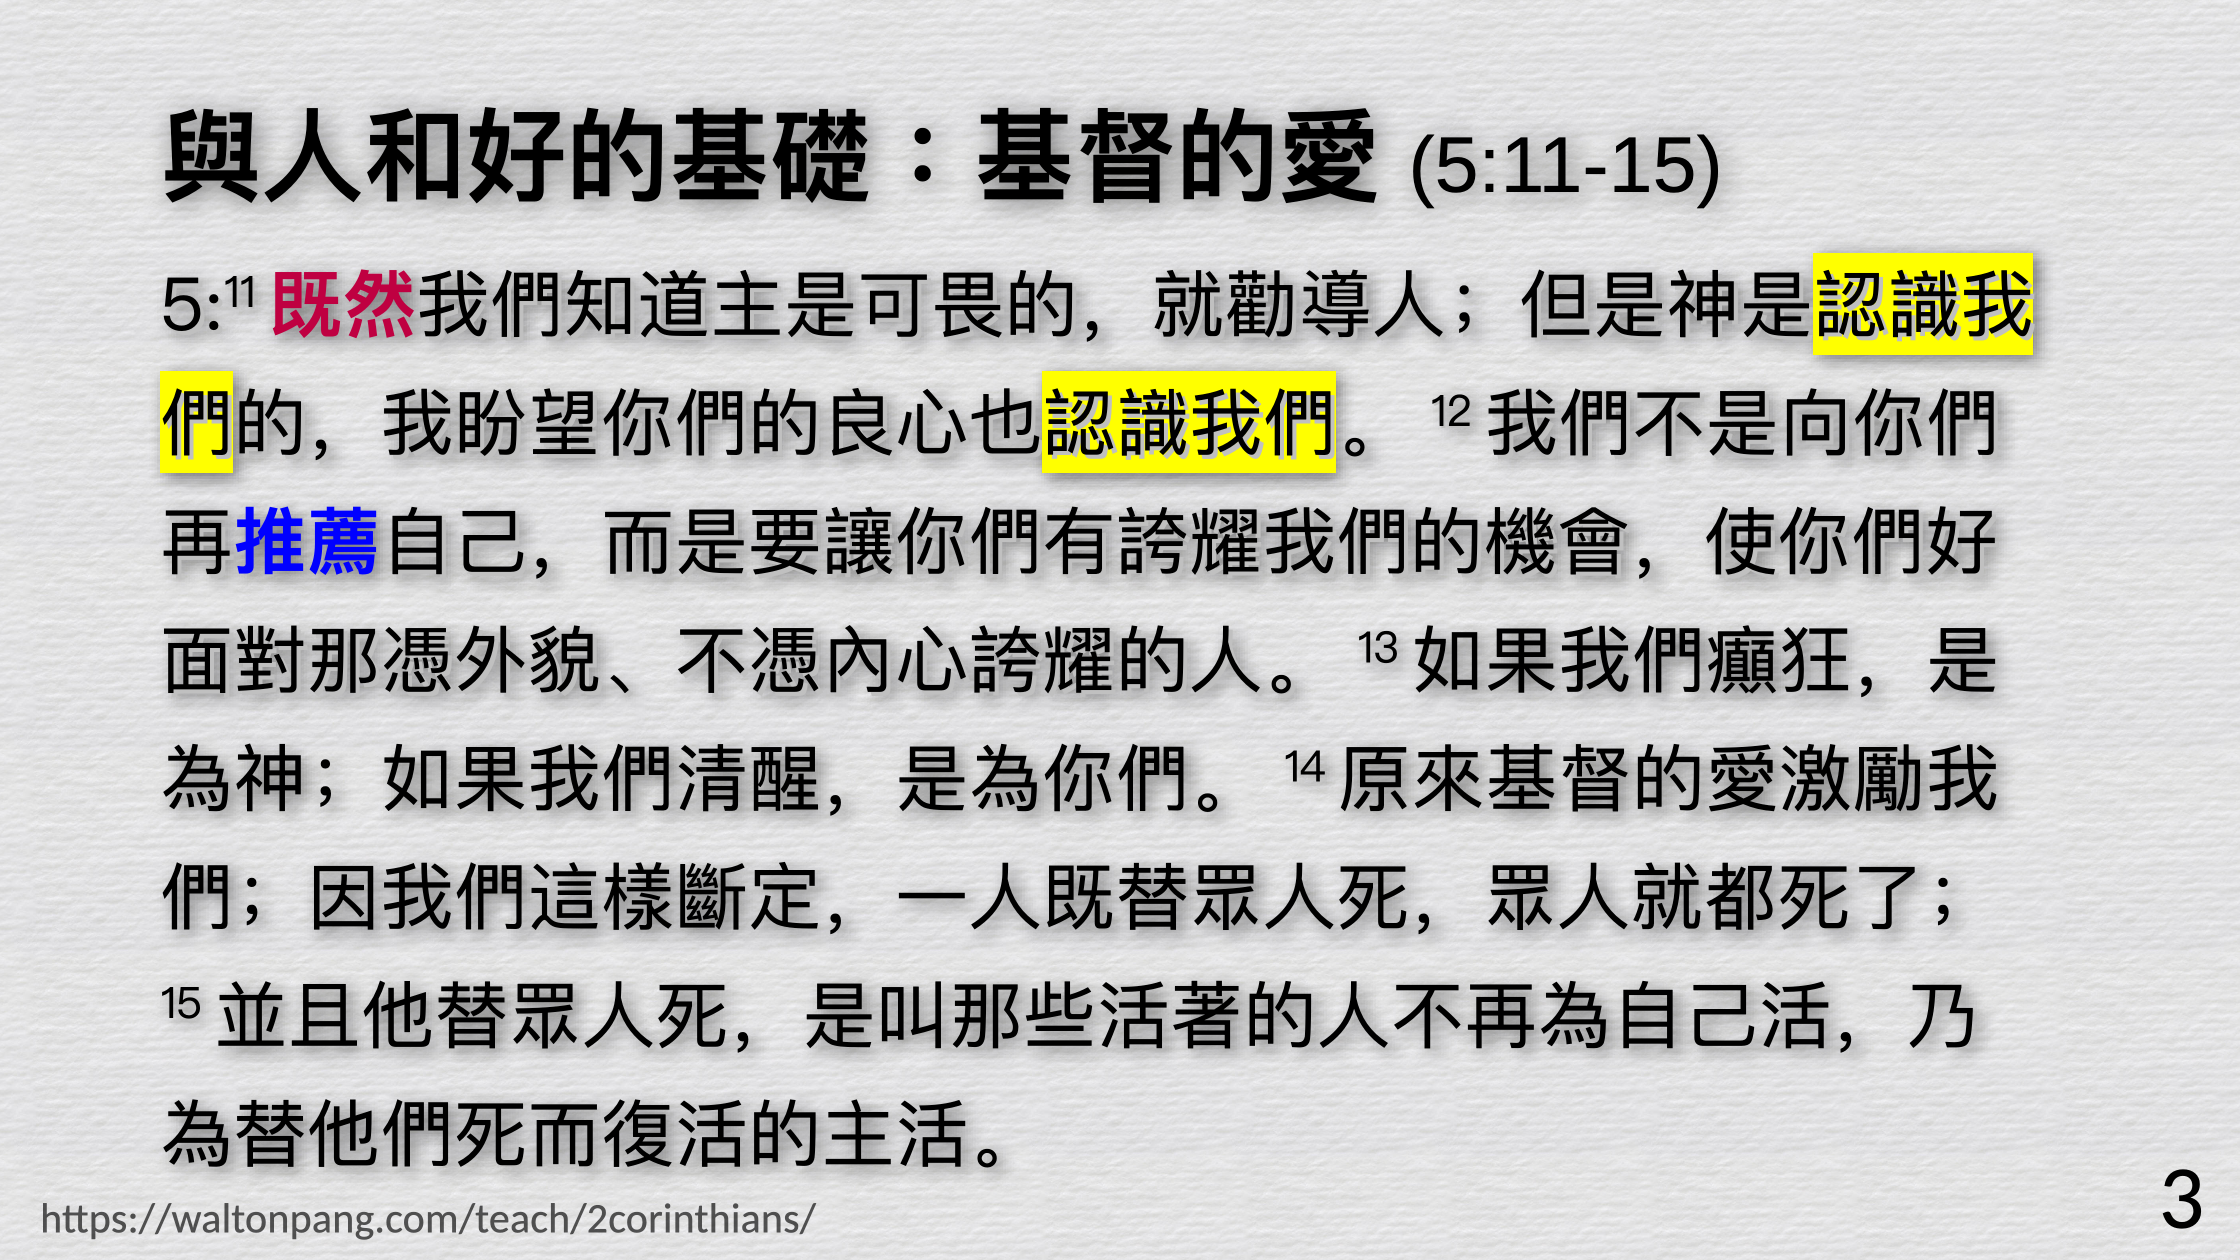 與人和好的基礎：基督的愛 (5:11-15)
5:11 既然我們知道主是可畏的，就勸導人；但是神是認識我
們的，我盼望你們的良心也認識我們。 12 我們不是向你們
再推薦自己，而是要讓你們有誇耀我們的機會，使你們好
面對那憑外貌、不憑內心誇耀的人。 13 如果我們癲狂，是
為神；如果我們清醒，是為你們。 14 原來基督的愛激勵我
們；因我們這樣斷定，一人既替眾人死，眾人就都死了；
15 並且他替眾人死，是叫那些活著的人不再為自己活，乃
為替他們死而復活的主活。
https://waltonpang.com/teach/2corinthians/
3